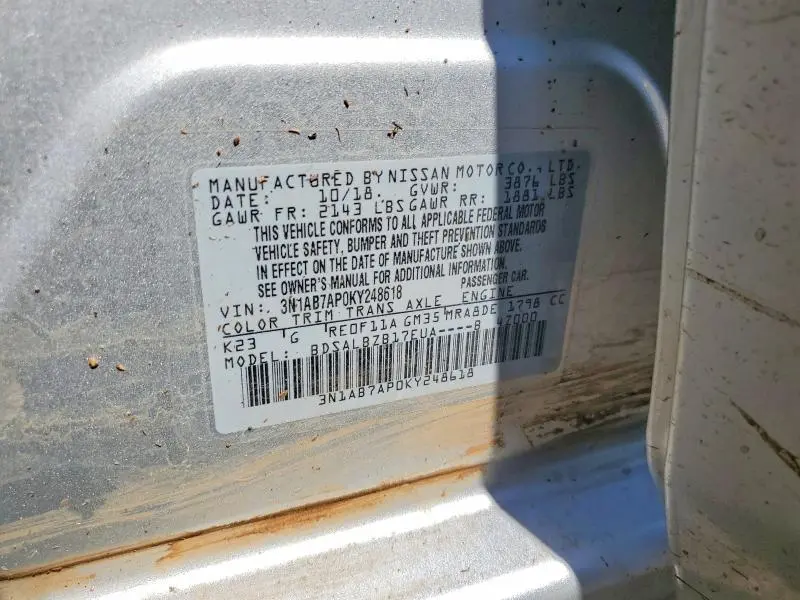 MANUFACTURED BY NISSAN MOTOR CO., LTD.
DATE: 10/18. GVWR: 3876 LBS
GAWR FR: 2143 LBS GAWR RR: 1881 LBS
THIS VEHICLE CONFORMS TO ALL APPLICABLE FEDERAL MOTOR
VEHICLE SAFETY, BUMPER AND THEFT PREVENTION STANDARDS
IN EFFECT ON THE DATE OF MANUFACTURE SHOWN ABOVE.
SEE OWNER'S MANUAL FOR ADDITIONAL INFORMATION.
VIN: 3N1AB7AP0KY248618 PASSENGER CAR.
COLOR TRIM TRANS AXLE ENGINE
K23 G RE0F11A GM35 MRA8DE 1798 CC
MODEL: BDSALBZB17EUA----B 4Z000
3N1AB7AP0KY248618